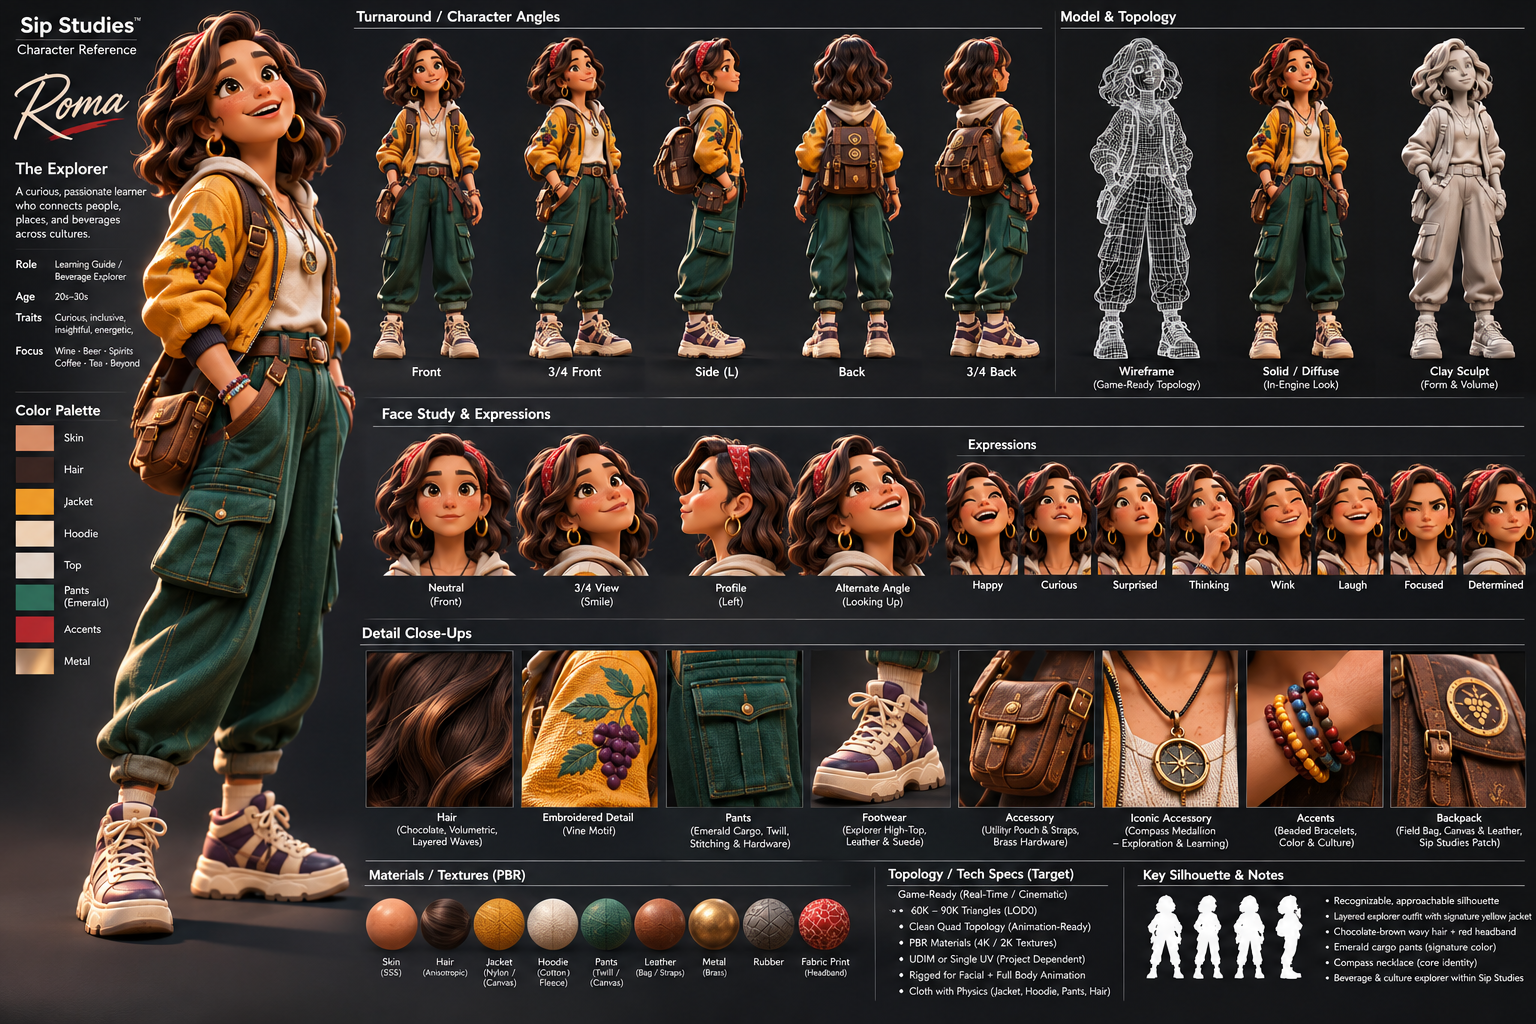 Sip Studies™
Character Reference
Roma
The Explorer
A curious, passionate learner
who connects people,
places, and beverages
across cultures.
Role
Learning Guide /
Beverage Explorer
Age
20s–30s
Traits
Curious, inclusive,
insightful, energetic,
Focus
Wine · Beer · Spirits
Coffee · Tea · Beyond
Color Palette
Skin
Hair
Jacket
Hoodie
Top
Pants
(Emerald)
Accents
Metal
Turnaround / Character Angles
Front
3/4 Front
Side (L)
Back
3/4 Back
Model & Topology
Wireframe
(Game-Ready Topology)
Solid / Diffuse
(In-Engine Look)
Clay Sculpt
(Form & Volume)
Face Study & Expressions
Neutral
(Front)
3/4 View
(Smile)
Profile
(Left)
Alternate Angle
(Looking Up)
Expressions
Happy
Curious
Surprised
Thinking
Wink
Laugh
Focused
Determined
Detail Close-Ups
Hair
(Chocolate, Volumetric,
Layered Waves)
Embroidered Detail
(Vine Motif)
Pants
(Emerald Cargo, Twill,
Stitching & Hardware)
Footwear
(Explorer High-Top,
Leather & Suede)
Accessory
(Utility Pouch & Straps,
Brass Hardware)
Iconic Accessory
(Compass Medallion
– Exploration & Learning)
Accents
(Beaded Bracelets,
Color & Culture)
Backpack
(Field Bag, Canvas & Leather,
Sip Studies Patch)
Materials / Textures (PBR)
Skin
(SSS)
Hair
(Anisotropic)
Jacket
(Nylon /
(Canvas)
Hoodie
(Cotton)
Fleece)
Pants
(Twill /
(Canvas)
Leather
(Bag / Straps)
Metal
(Brass)
Rubber
Fabric Print
(Headband)
Topology / Tech Specs (Target)
Game-Ready (Real-Time / Cinematic)
• 60K – 90K Triangles (LOD0)
• Clean Quad Topology (Animation-Ready)
• PBR Materials (4K / 2K Textures)
• UDIM or Single UV (Project Dependent)
• Rigged for Facial + Full Body Animation
• Cloth with Physics (Jacket, Hoodie, Pants, Hair)
Key Silhouette & Notes
• Recognizable, approachable silhouette
• Layered explorer outfit with signature yellow jacket
• Chocolate-brown wavy hair + red headband
• Emerald cargo pants (signature color)
• Compass necklace (core identity)
• Beverage & culture explorer within Sip Studies